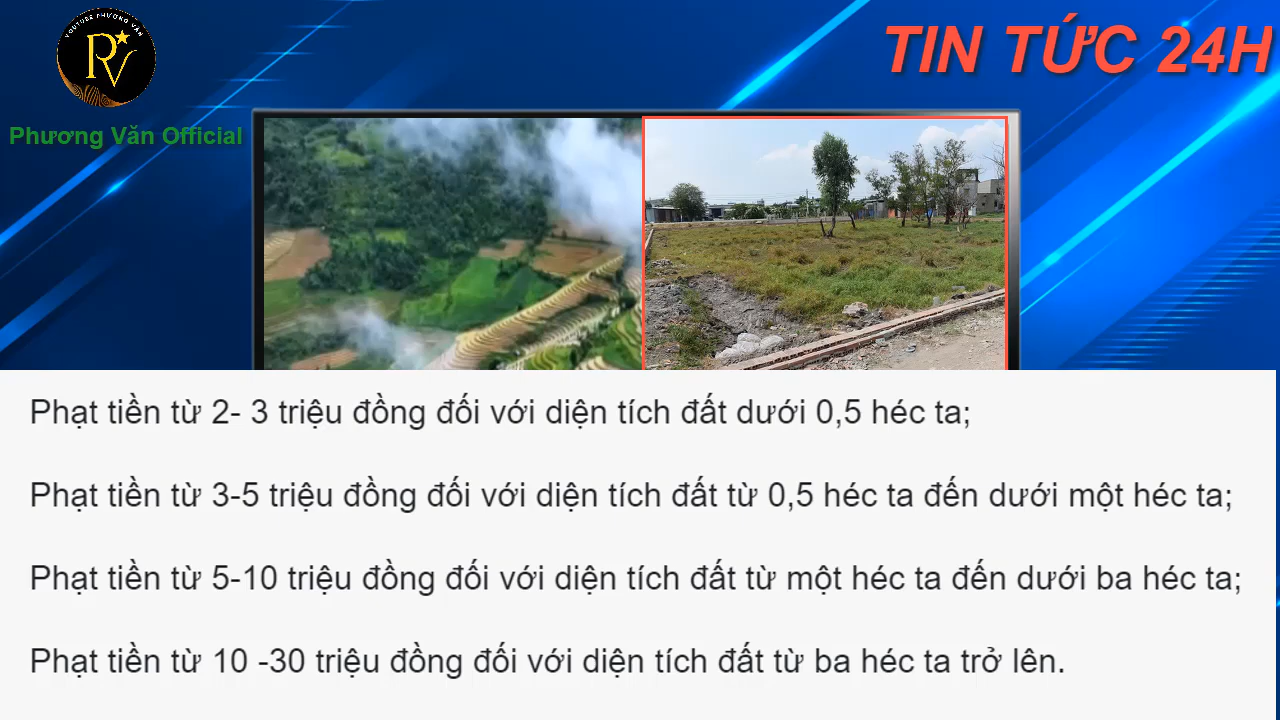 YOUTUBE PHƯƠNG VĂN
PV
TIN TỨC 24H
Phương Văn Official
Phạt tiền từ 2- 3 triệu đồng đối với diện tích đất dưới 0,5 héc ta;
Phạt tiền từ 3-5 triệu đồng đối với diện tích đất từ 0,5 héc ta đến dưới một héc ta;
Phạt tiền từ 5-10 triệu đồng đối với diện tích đất từ một héc ta đến dưới ba héc ta;
Phạt tiền từ 10 -30 triệu đồng đối với diện tích đất từ ba héc ta trở lên.